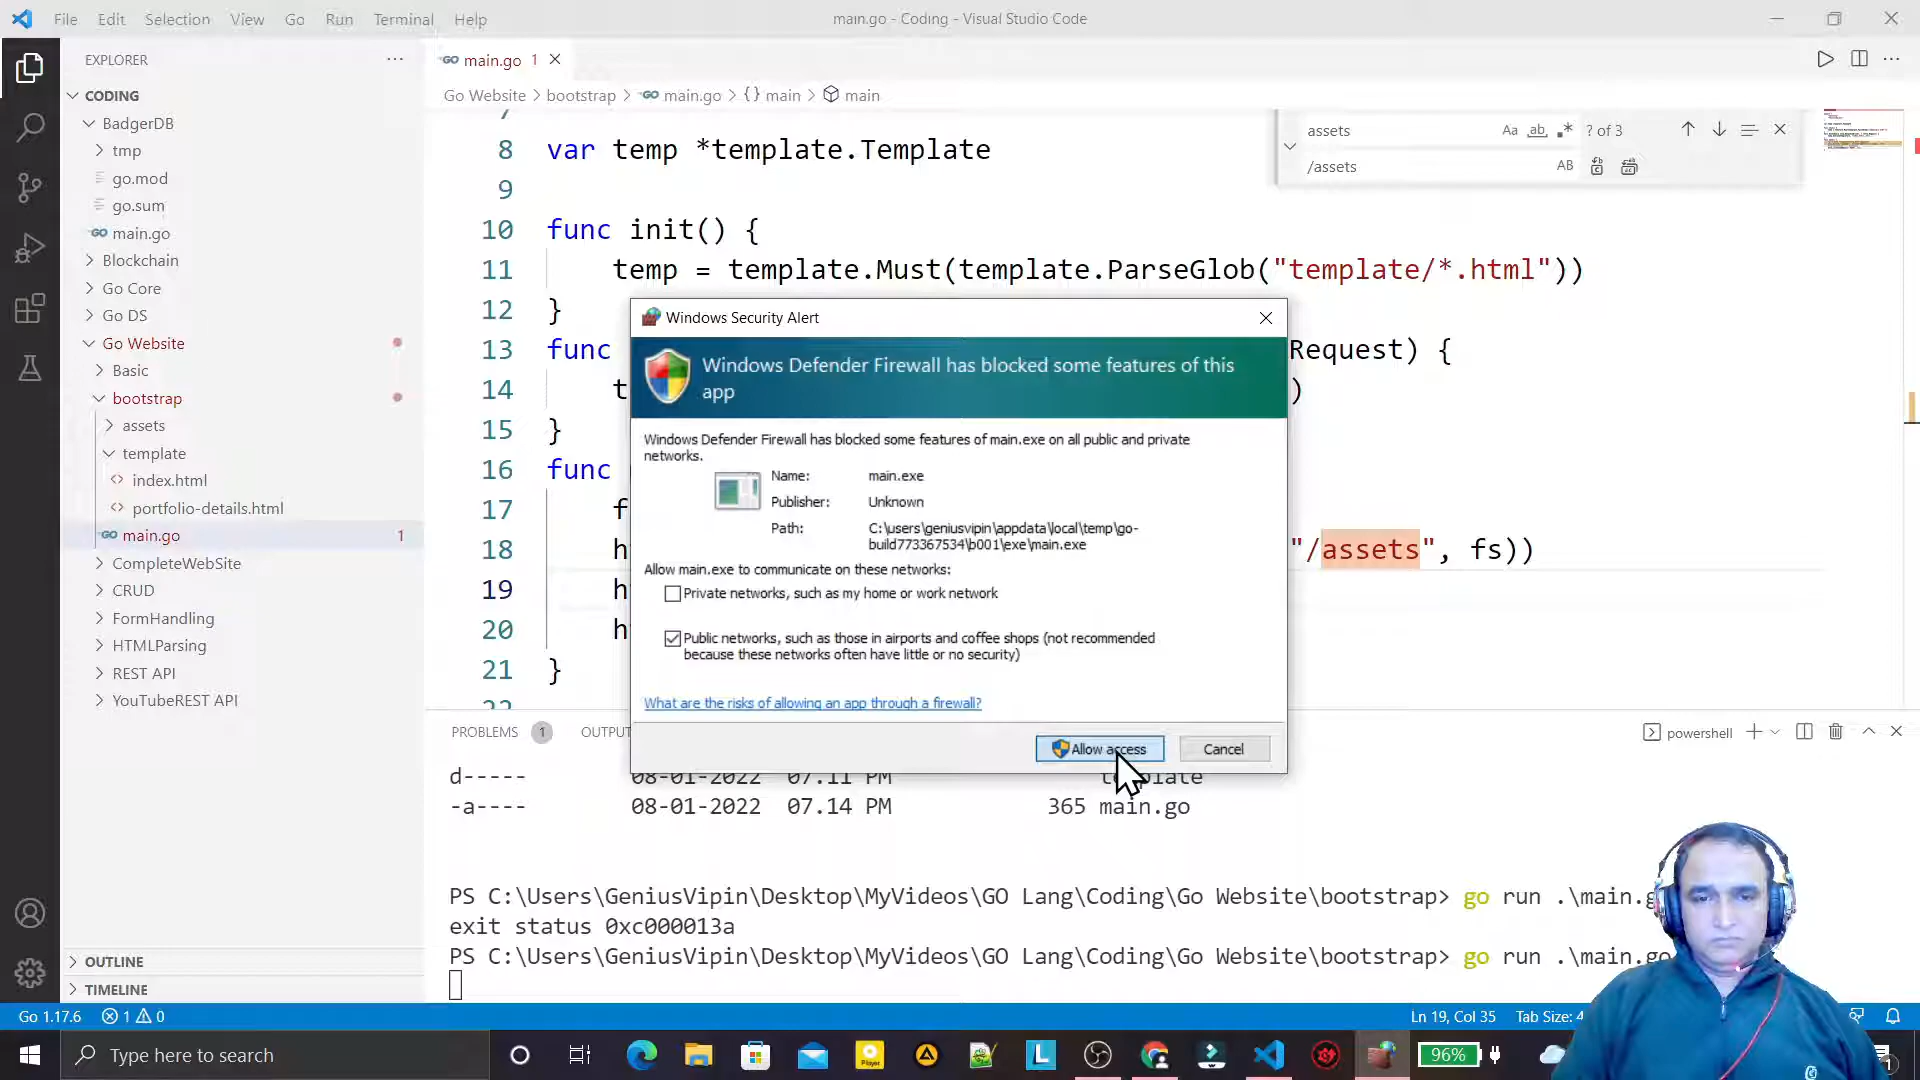 File Edit Selection View Go Run Terminal Help
main.go - Coding - Visual Studio Code
EXPLORER
CODING
BadgerDB
tmp
go.mod
go.sum
main.go
Blockchain
Go Core
Go DS
Go Website
Basic
bootstrap
assets
template
index.html
portfolio-details.html
main.go 1
CompleteWebSite
CRUD
FormHandling
HTMLParsing
REST API
YouTubeREST API
OUTLINE
TIMELINE
GO main.go 1
Go Website > bootstrap > GO main.go > {} main > main
assets Aa ab .* ? of 3
/assets AB
8 var temp *template.Template
9
10 func init() {
11 temp = template.Must(template.ParseGlob("template/*.html"))
12 }
13 func Request) {
14 t )
15 }
16 func
17 f
18 h "/assets", fs))
19 h
20 h
21 }
22
Windows Security Alert
Windows Defender Firewall has blocked some features of this
app
Windows Defender Firewall has blocked some features of main.exe on all public and private
networks.
Name: main.exe
Publisher: Unknown
Path: C:\users\geniusvipin\appdata\local\temp\go-
build773367534\b001\exe\main.exe
Allow main.exe to communicate on these networks:
Private networks, such as my home or work network
Public networks, such as those in airports and coffee shops (not recommended
because these networks often have little or no security)
What are the risks of allowing an app through a firewall?
Allow access Cancel
PROBLEMS 1 OUTPUT
powershell
d----- 08-01-2022 07.11 PM template
-a---- 08-01-2022 07.14 PM 365 main.go
PS C:\Users\GeniusVipin\Desktop\MyVideos\GO Lang\Coding\Go Website\bootstrap> go run .\main.g
exit status 0xc000013a
PS C:\Users\GeniusVipin\Desktop\MyVideos\GO Lang\Coding\Go Website\bootstrap> go run .\main.go
Go 1.17.6 1 0
Ln 19, Col 35 Tab Size: 4
Type here to search
96%
1